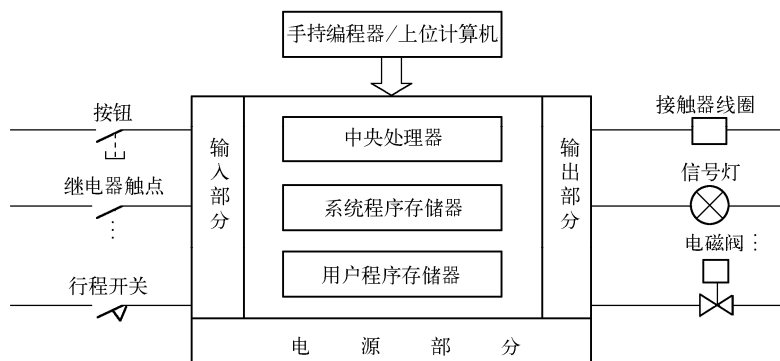 手持编程器/上位计算机
按钮
继电器触点
行程开关
输入部分
中央处理器
系统程序存储器
用户程序存储器
输出部分
接触器线圈
信号灯
电磁阀
电源部分